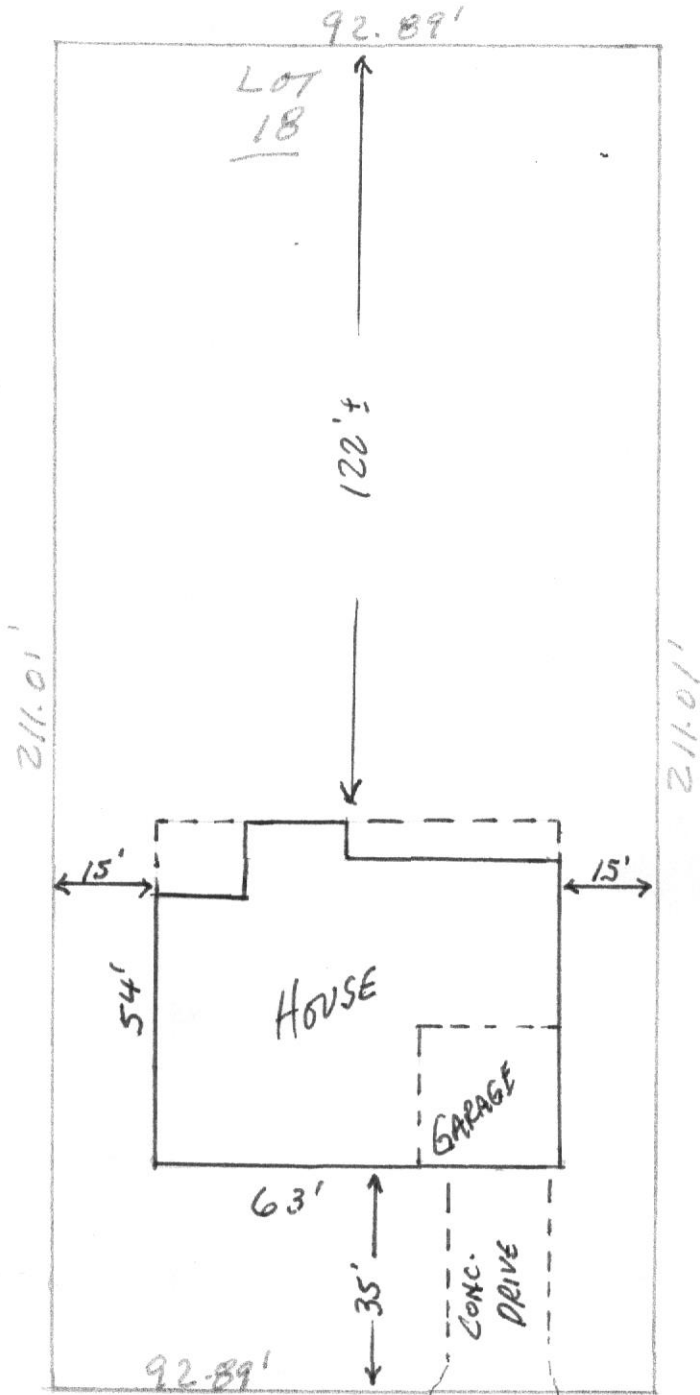 92.89'
LOT
18
122'±
211.01'
211.01'
15'
15'
54'
HOUSE
GARAGE
63'
35'
CONC.
DRIVE
92.89'